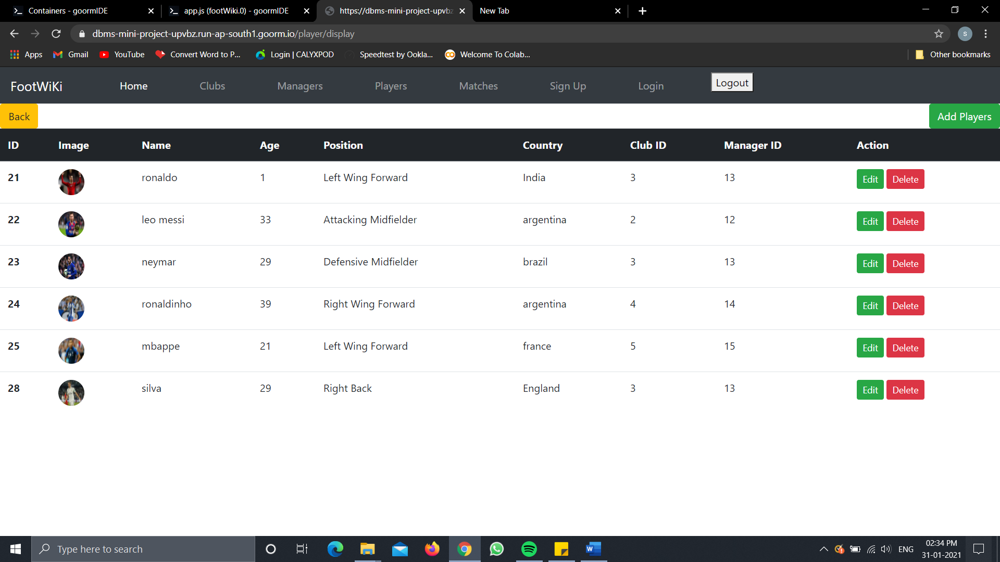 Containers - goormIDE
app.js (footWiki.0) - goormIDE
https://dbms-mini-project-upvbz
New Tab
dbms-mini-project-upvbz.run-ap-south1.goorm.io/player/display
s
Apps Gmail YouTube Convert Word to P... Login | CALYXPOD Speedtest by Ookla... Welcome To Colab... Other bookmarks
FootWiKi Home Clubs Managers Players Matches Sign Up Login Logout
Back Add Players
ID Image Name Age Position Country Club ID Manager ID Action
21 ronaldo 1 Left Wing Forward India 3 13 Edit Delete
22 leo messi 33 Attacking Midfielder argentina 2 12 Edit Delete
23 neymar 29 Defensive Midfielder brazil 3 13 Edit Delete
24 ronaldinho 39 Right Wing Forward argentina 4 14 Edit Delete
25 mbappe 21 Left Wing Forward france 5 15 Edit Delete
28 silva 29 Right Back England 3 13 Edit Delete
Type here to search
ENG
02:34 PM
31-01-2021